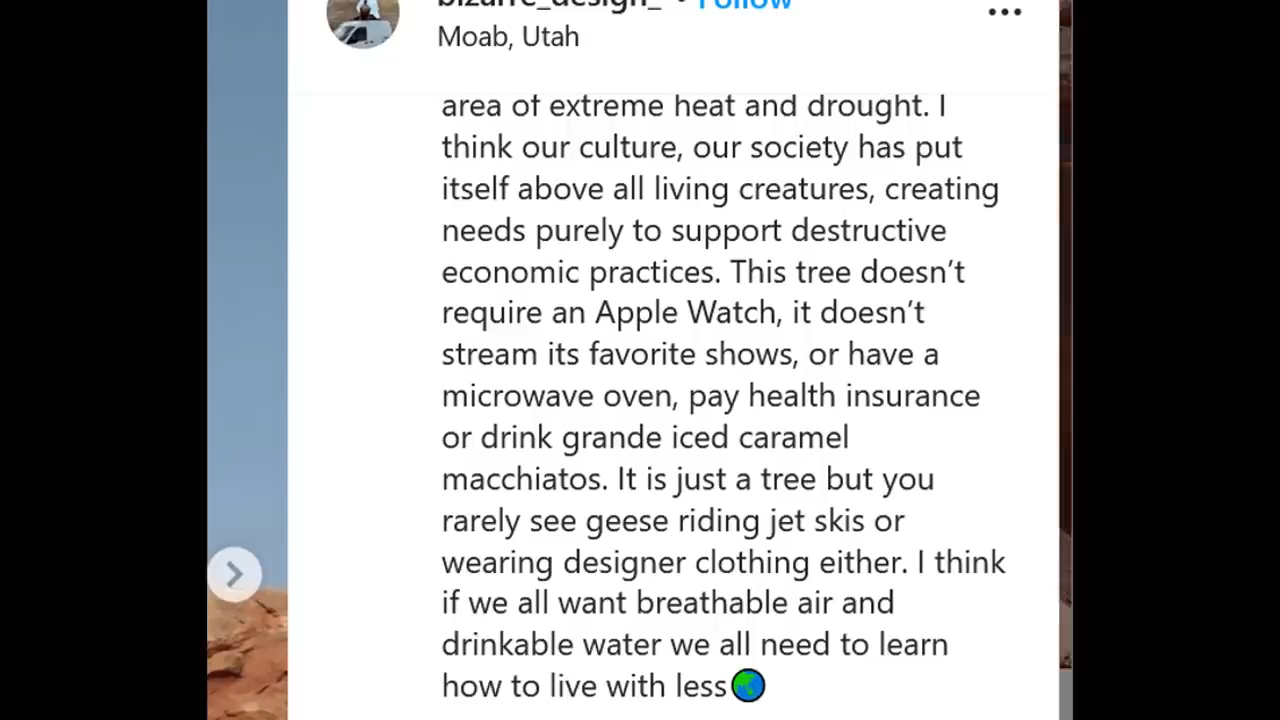 bizarre_design_ • Follow
Moab, Utah
area of extreme heat and drought. I
think our culture, our society has put
itself above all living creatures, creating
needs purely to support destructive
economic practices. This tree doesn’t
require an Apple Watch, it doesn’t
stream its favorite shows, or have a
microwave oven, pay health insurance
or drink grande iced caramel
macchiatos. It is just a tree but you
rarely see geese riding jet skis or
wearing designer clothing either. I think
if we all want breathable air and
drinkable water we all need to learn
how to live with less🌏